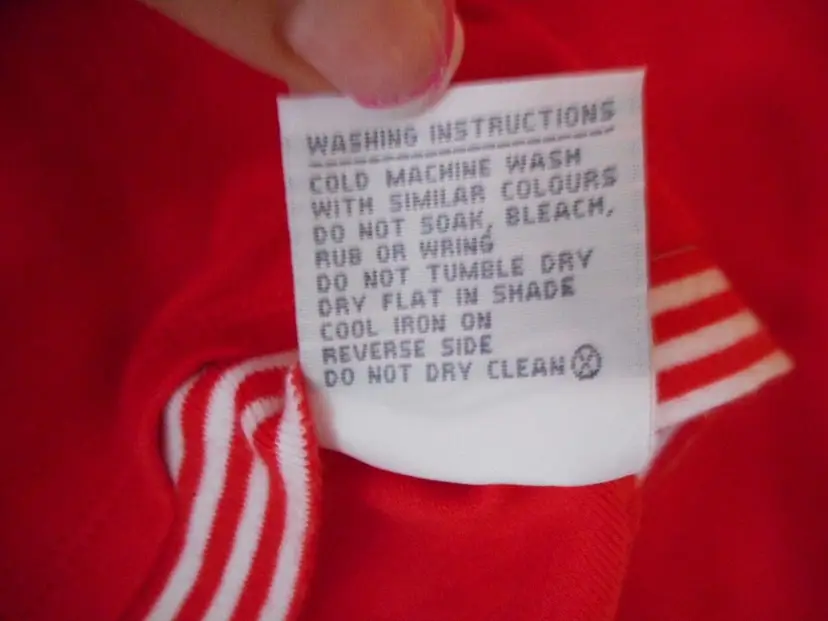 WASHING INSTRUCTIONS
COLD MACHINE WASH
WITH SIMILAR COLOURS
DO NOT SOAK, BLEACH,
RUB OR WRING
DO NOT TUMBLE DRY
DRY FLAT IN SHADE
COOL IRON ON
REVERSE SIDE
DO NOT DRY CLEAN